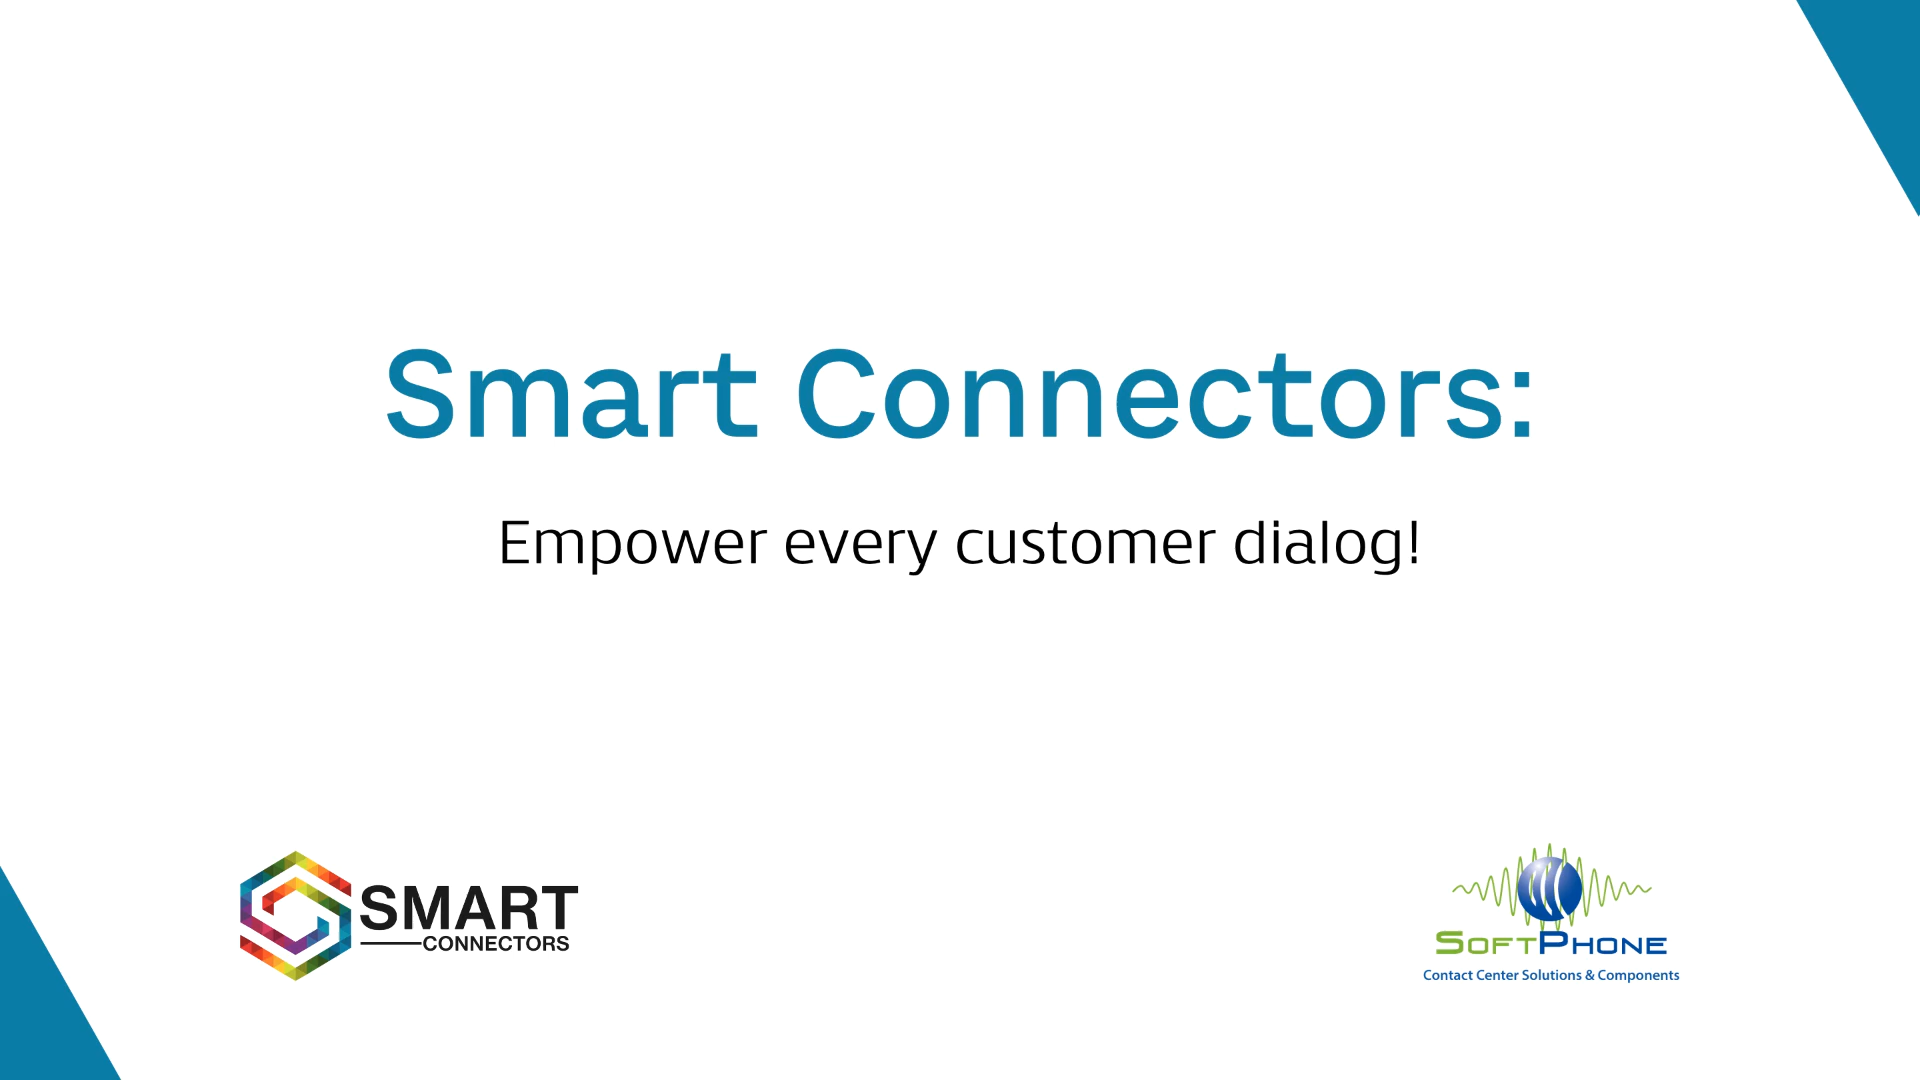 Smart Connectors:
Empower every customer dialog!
SMART
CONNECTORS
SOFTPHONE
Contact Center Solutions & Components